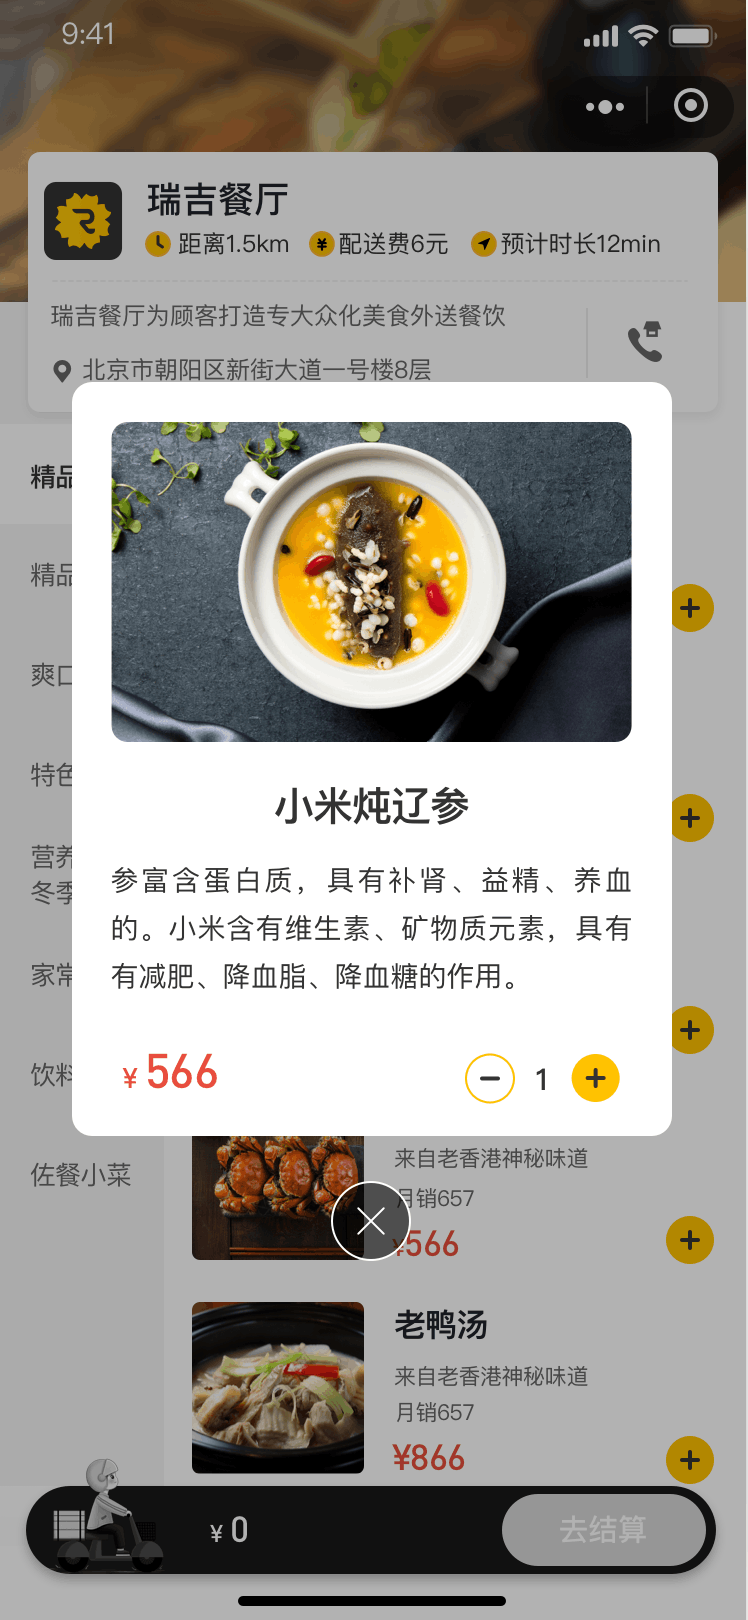 9:41
瑞吉餐厅
距离1.5km ¥ 配送费6元 预计时长12min
瑞吉餐厅为顾客打造专大众化美食外送餐饮
北京市朝阳区新街大道一号楼8层
精品
精品
爽口
特色
营养
冬季
家常
饮料
佐餐小菜
小米炖辽参
参富含蛋白质，具有补肾、益精、养血
的。小米含有维生素、矿物质元素，具有
有减肥、降血脂、降血糖的作用。
¥ 566
1
来自老香港神秘味道
月销657
¥566
老鸭汤
来自老香港神秘味道
月销657
¥866
¥ 0
去结算